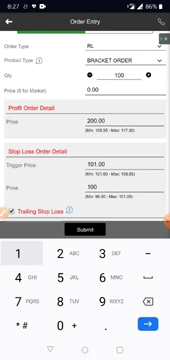 8:27
Order Entry
Order Type
RL
Product Type
BRACKET ORDER
Qty
100
Price (0 for Market)
0.00
Profit Order Detail
Price
200.00
Stop Loss Order Detail
Trigger Price
101.00
Price
100
Trailing Stop Loss
Submit
1 2 ABC 3 DEF -
4 GHI 5 JKL 6 MNO
7 PQRS 8 TUV 9 WXYZ
* # 0 + .